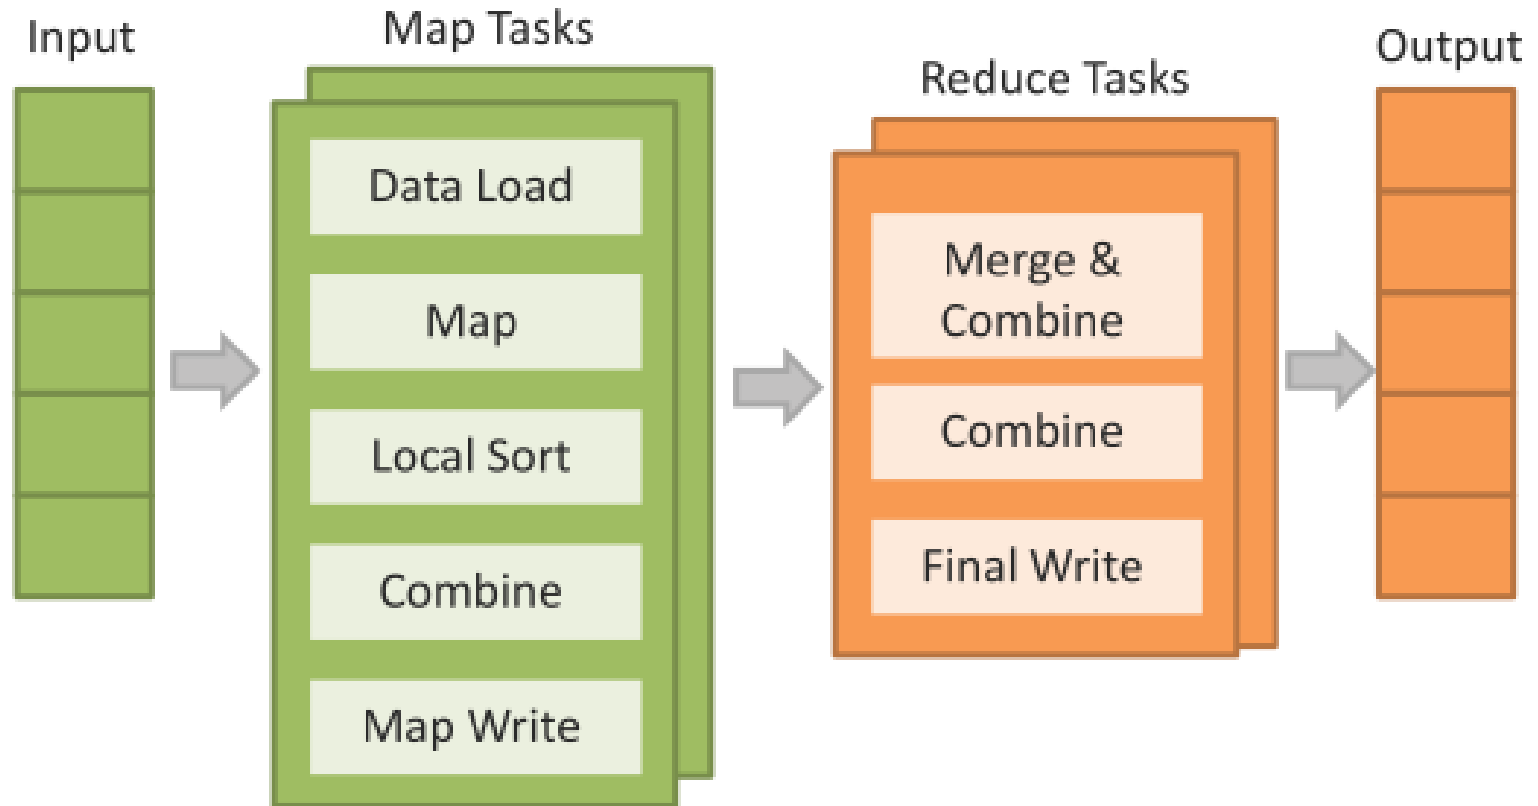 Input
Map Tasks
Data Load
Map
Local Sort
Combine
Map Write
Reduce Tasks
Merge &
Combine
Combine
Final Write
Output